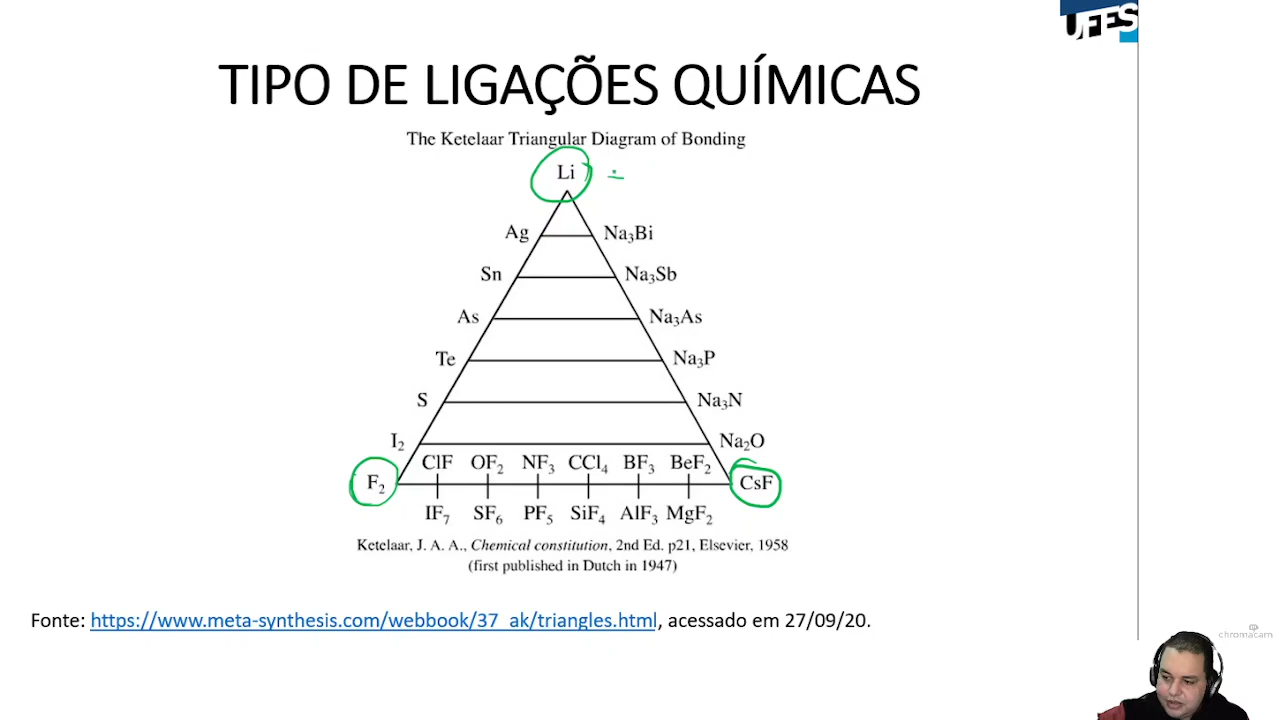 UFES
TIPO DE LIGAÇÕES QUÍMICAS
The Ketelaar Triangular Diagram of Bonding
Li
Ag Na₃Bi
Sn Na₃Sb
As Na₃As
Te Na₃P
S Na₃N
I₂ Na₂O
ClF OF₂ NF₃ CCl₄ BF₃ BeF₂
F₂ CsF
IF₇ SF₆ PF₅ SiF₄ AlF₃ MgF₂
Ketelaar, J. A. A., Chemical constitution, 2nd Ed. p21, Elsevier, 1958
(first published in Dutch in 1947)
Fonte: https://www.meta-synthesis.com/webbook/37_ak/triangles.html, acessado em 27/09/20.
chromacam